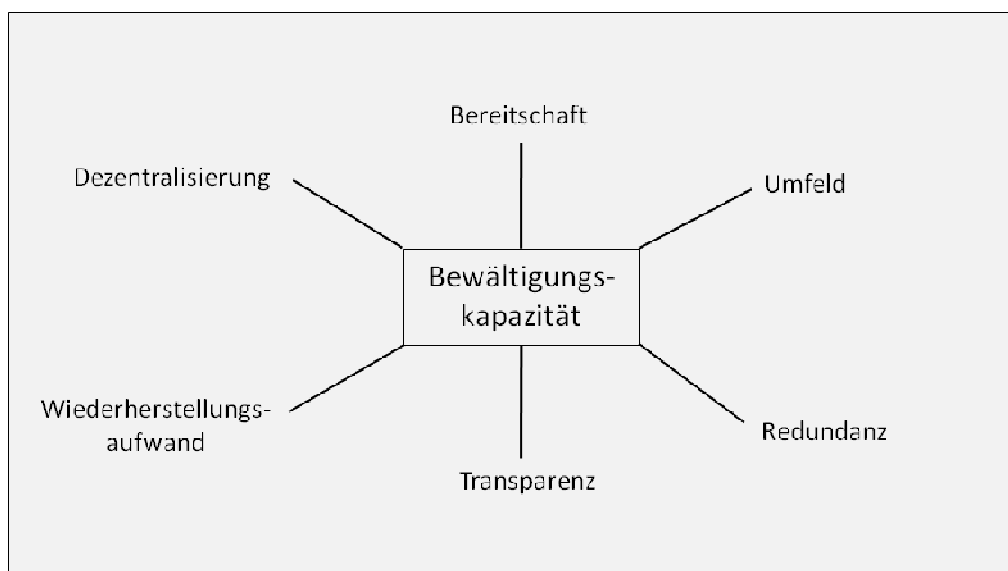 Bereitschaft
Dezentralisierung
Umfeld
Bewältigungs-
kapazität
Wiederherstellungs-
aufwand
Redundanz
Transparenz